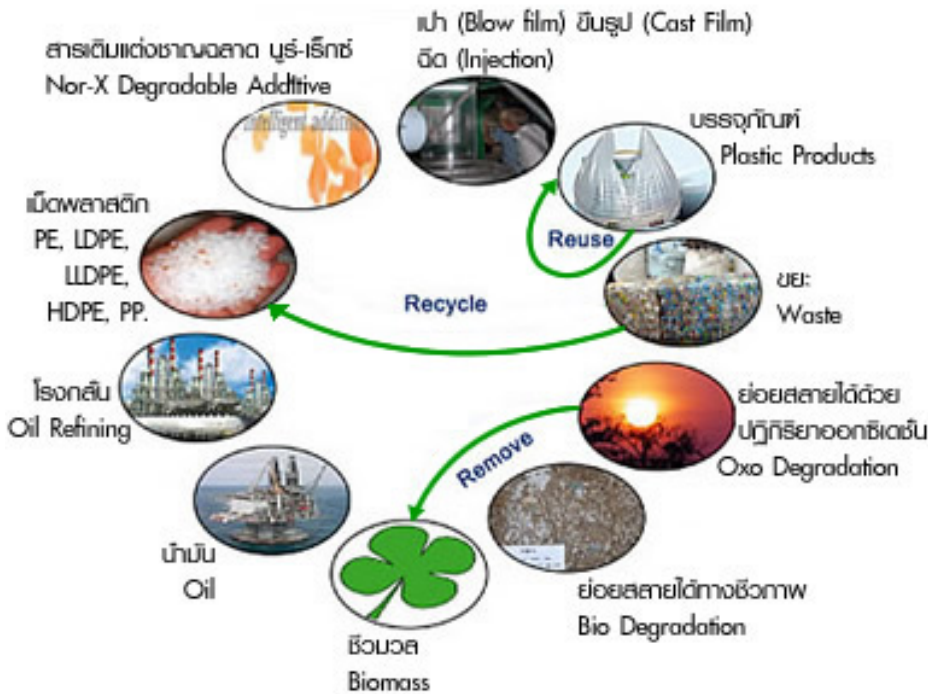 สารเติมแต่งชาญฉลาด นูร์-เร็กซ์
Nor-X Degradable Additive
intelligent additi
เป่า (Blow film) ขึ้นรูป (Cast Film)
ฉีด (Injection)
บรรจุภัณฑ์
Plastic Products
Reuse
เม็ดพลาสติก
PE, LDPE,
LLDPE,
HDPE, PP.
Recycle
ขยะ
Waste
โรงกลั่น
Oil Refining
ย่อยสลายได้ด้วย
ปฏิกิริยาออกซิเดชั่น
Oxo Degradation
Remove
น้ำมัน
Oil
ย่อยสลายได้ทางชีวภาพ
Bio Degradation
ชีวมวล
Biomass